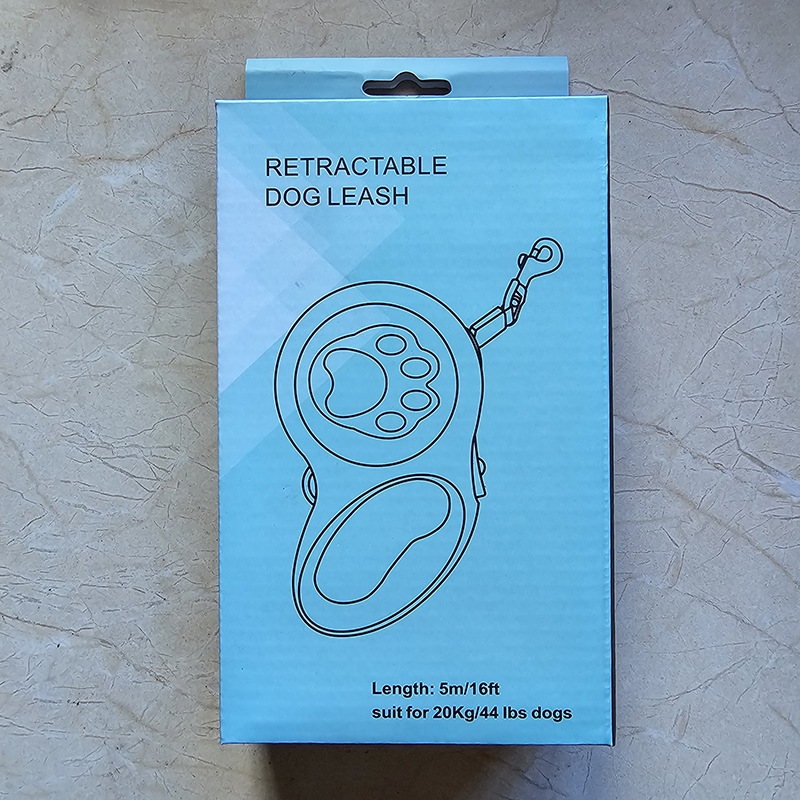 RETRACTABLE
DOG LEASH
Length: 5m/16ft
suit for 20Kg/44 lbs dogs